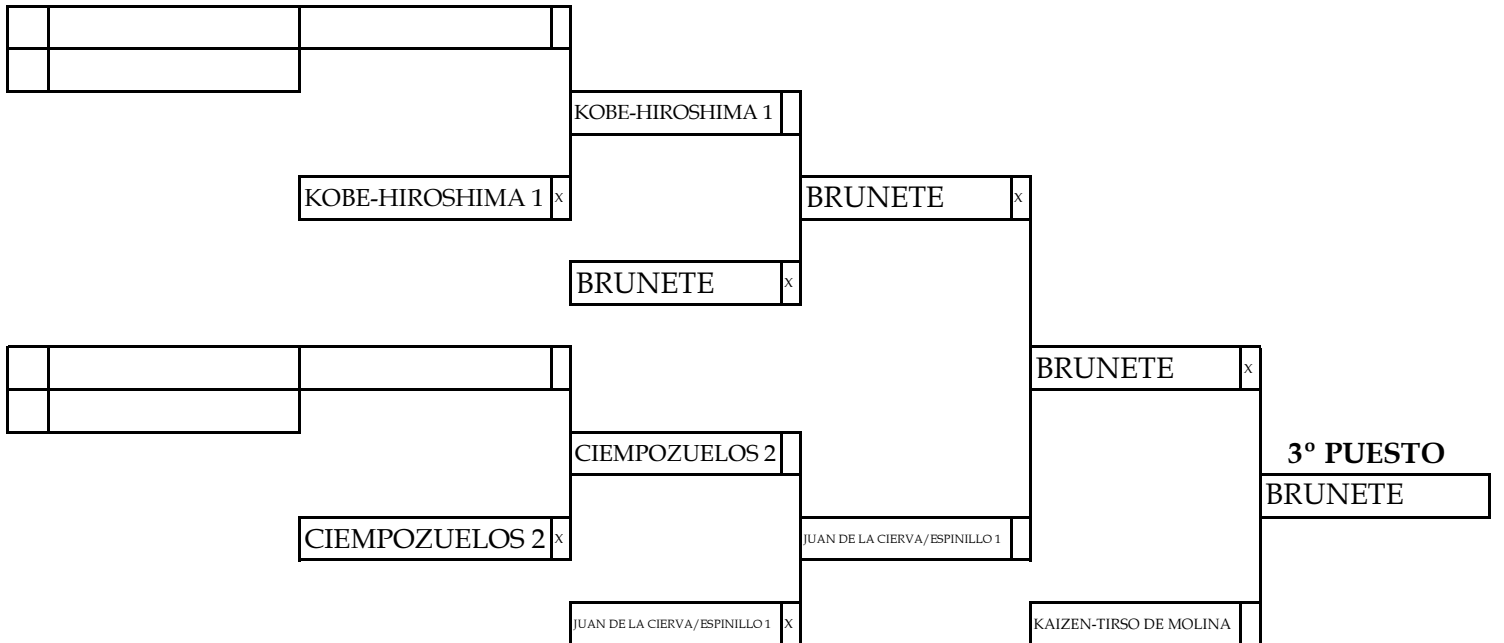 KOBE-HIROSHIMA 1
KOBE-HIROSHIMA 1 x
BRUNETE x
BRUNETE x
BRUNETE x
CIEMPOZUELOS 2
3º PUESTO
BRUNETE
CIEMPOZUELOS 2 x
JUAN DE LA CIERVA/ESPINILLO 1
JUAN DE LA CIERVA/ESPINILLO 1 x
KAIZEN-TIRSO DE MOLINA